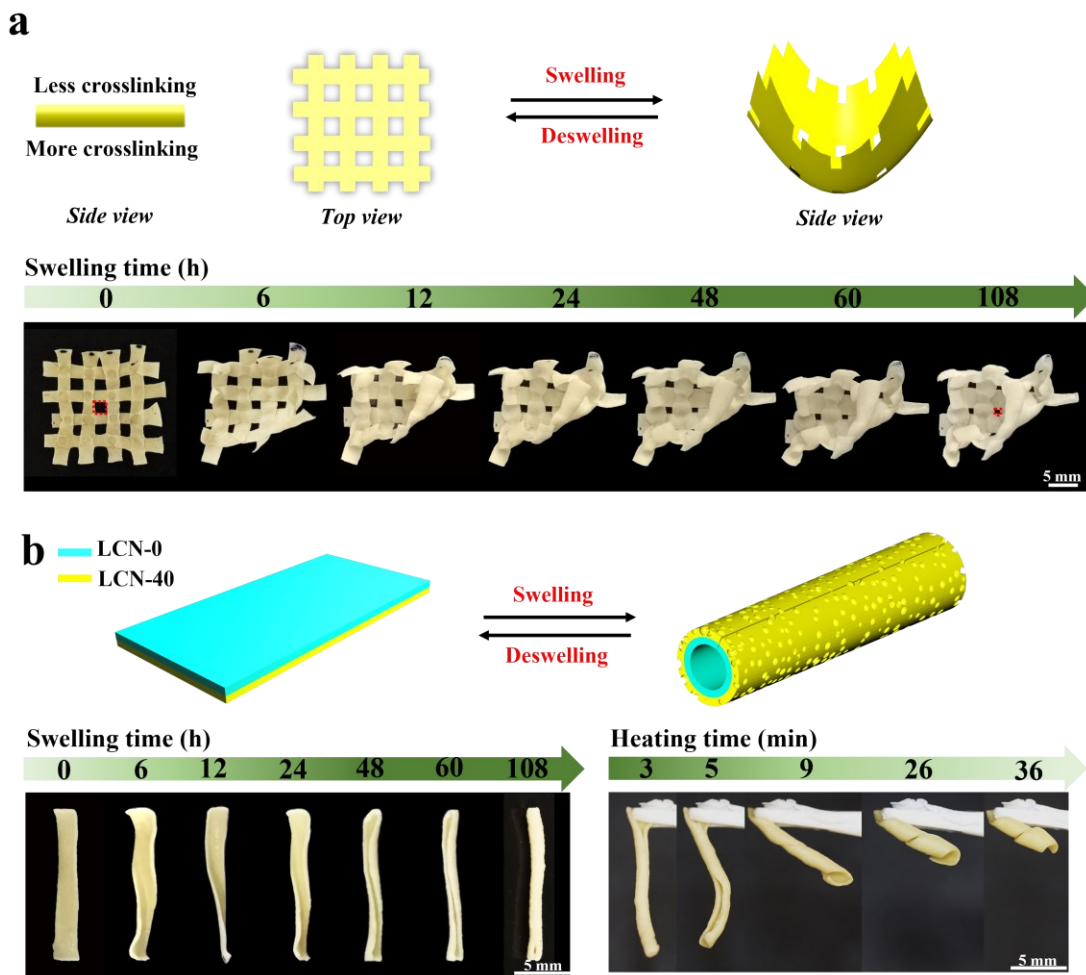 a
Less crosslinking
More crosslinking
Side view
Top view
Swelling
Deswelling
Side view
Swelling time (h)
0 6 12 24 48 60 108
5 mm
b
LCN-0
LCN-40
Swelling
Deswelling
Swelling time (h)
0 6 12 24 48 60 108
5 mm
Heating time (min)
3 5 9 26 36
5 mm